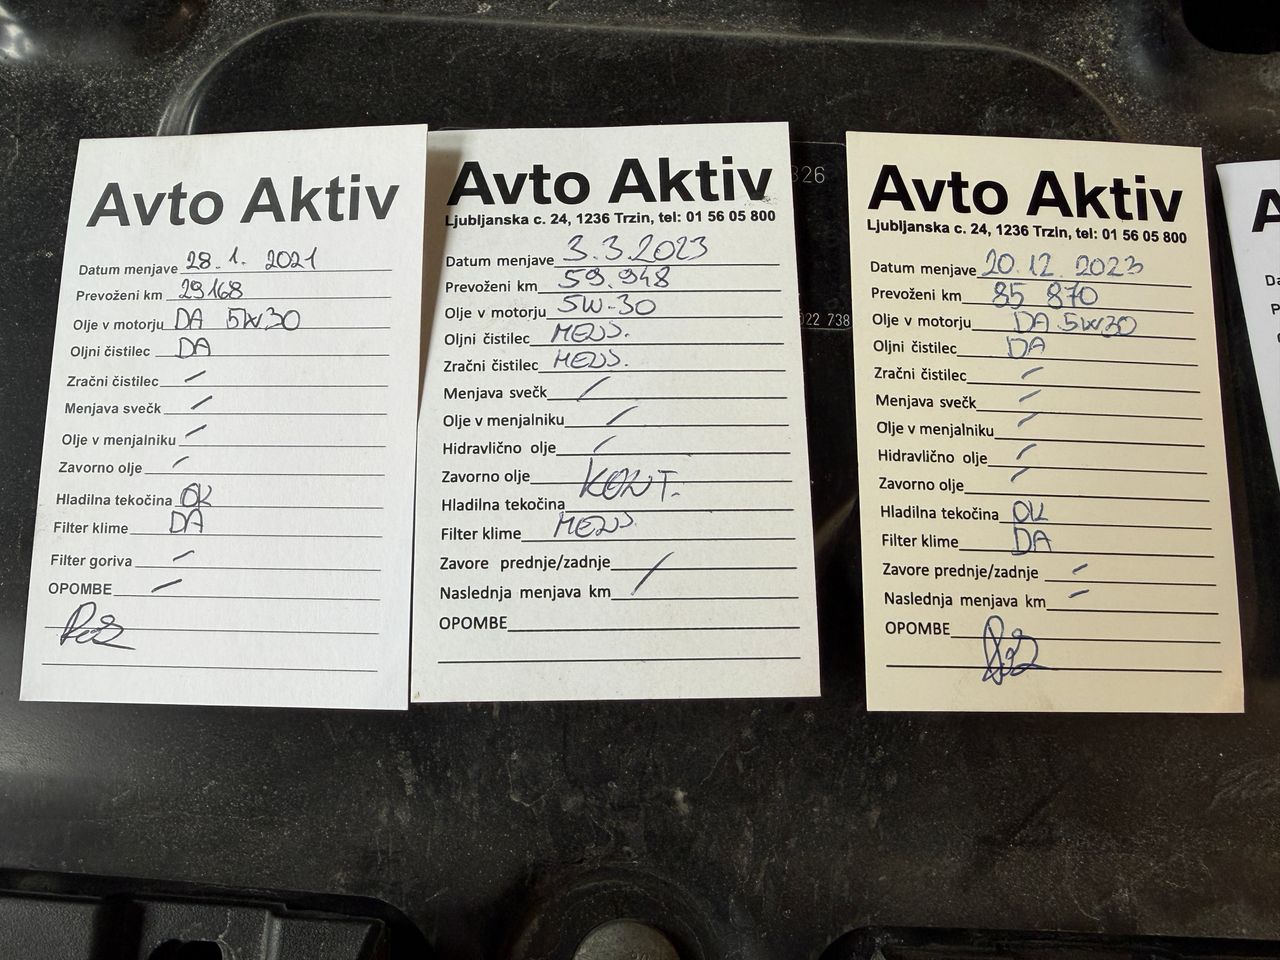 Avto Aktiv
Datum menjave 28.1. 2021
Prevoženi km 29168
Olje v motorju DA 5W30
Oljni čistilec DA
Zračni čistilec /
Menjava svečk /
Olje v menjalniku /
Zavorno olje /
Hladilna tekočina OK
Filter klime DA
Filter goriva /
OPOMBE /
Avto Aktiv
Ljubljanska c. 24, 1236 Trzin, tel: 01 56 05 800
Datum menjave 3.3.2023
Prevoženi km 59.948
Olje v motorju 5W-30
Oljni čistilec MENJ.
Zračni čistilec MENJ.
Menjava svečk /
Olje v menjalniku /
Hidravlično olje /
Zavorno olje KONT.
Hladilna tekočina
Filter klime MENJ.
Zavore prednje/zadnje /
Naslednja menjava km
OPOMBE
Avto Aktiv
Ljubljanska c. 24, 1236 Trzin, tel: 01 56 05 800
Datum menjave 20.12.2023
Prevoženi km 85 870
Olje v motorju DA 5W30
Oljni čistilec DA
Zračni čistilec /
Menjava svečk /
Olje v menjalniku /
Hidravlično olje /
Zavorno olje /
Hladilna tekočina OK
Filter klime DA
Zavore prednje/zadnje /
Naslednja menjava km /
OPOMBE
326
022 738